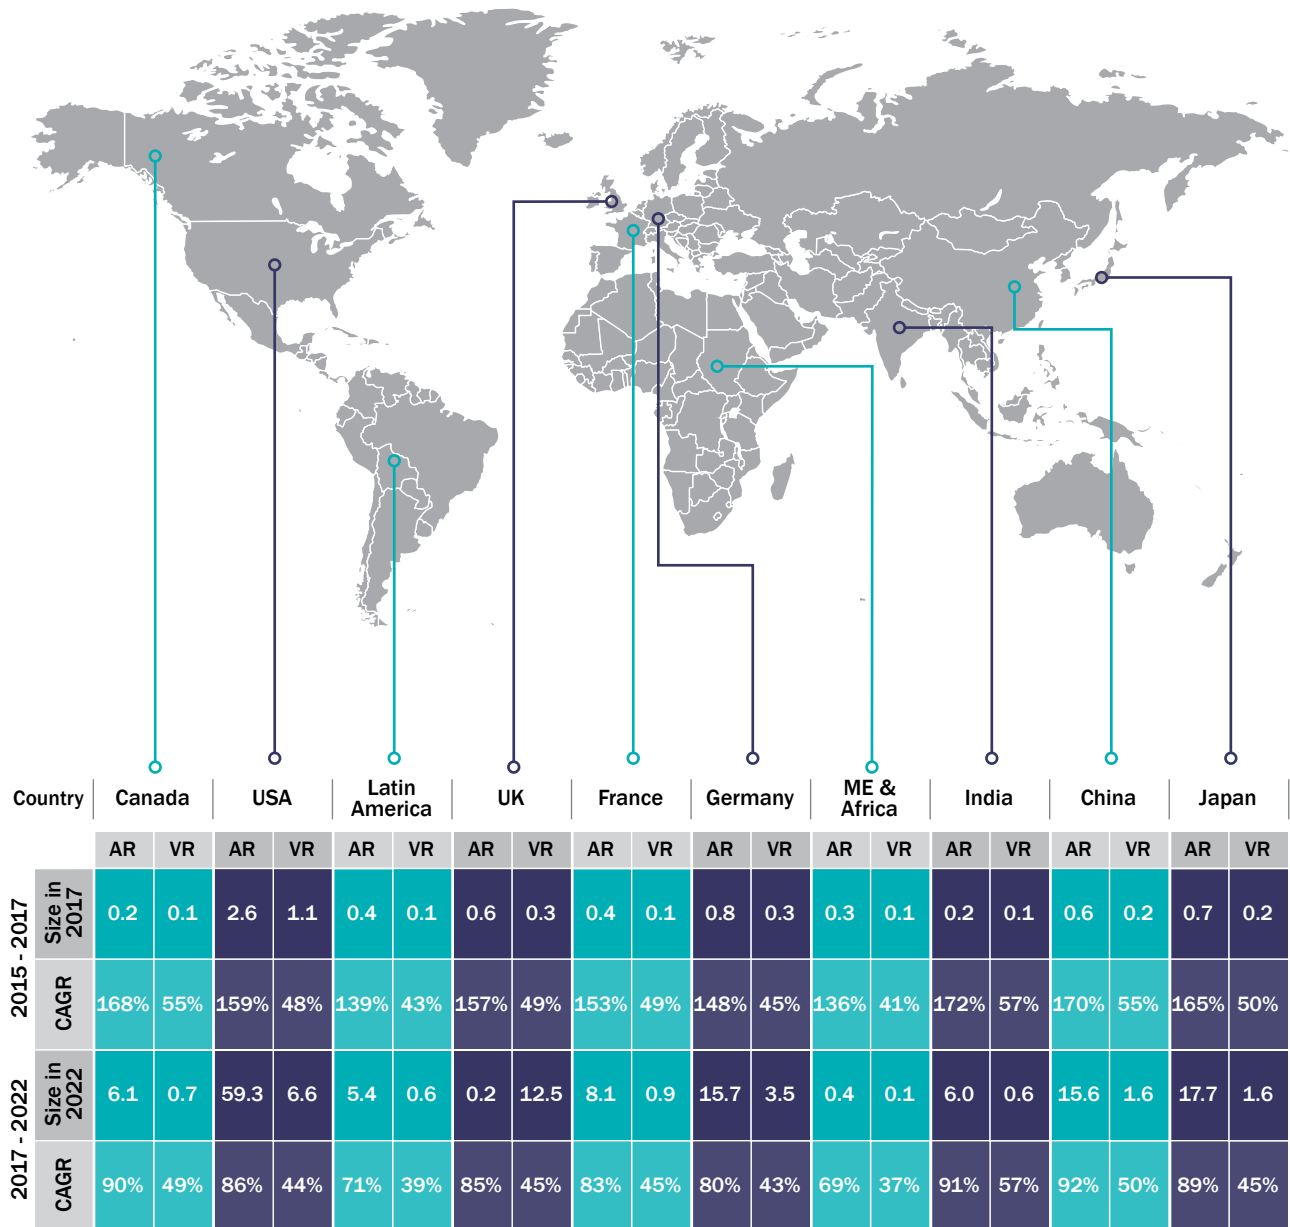 Country Canada USA Latin America UK France Germany ME & Africa India China Japan
AR VR AR VR AR VR AR VR AR VR AR VR AR VR AR VR AR VR AR VR
2015 - 2017
Size in 2017 0.2 0.1 2.6 1.1 0.4 0.1 0.6 0.3 0.4 0.1 0.8 0.3 0.3 0.1 0.2 0.1 0.6 0.2 0.7 0.2
CAGR 168% 55% 159% 48% 139% 43% 157% 49% 153% 49% 148% 45% 136% 41% 172% 57% 170% 55% 165% 50%
2017 - 2022
Size in 2022 6.1 0.7 59.3 6.6 5.4 0.6 0.2 12.5 8.1 0.9 15.7 3.5 0.4 0.1 6.0 0.6 15.6 1.6 17.7 1.6
CAGR 90% 49% 86% 44% 71% 39% 85% 45% 83% 45% 80% 43% 69% 37% 91% 57% 92% 50% 89% 45%